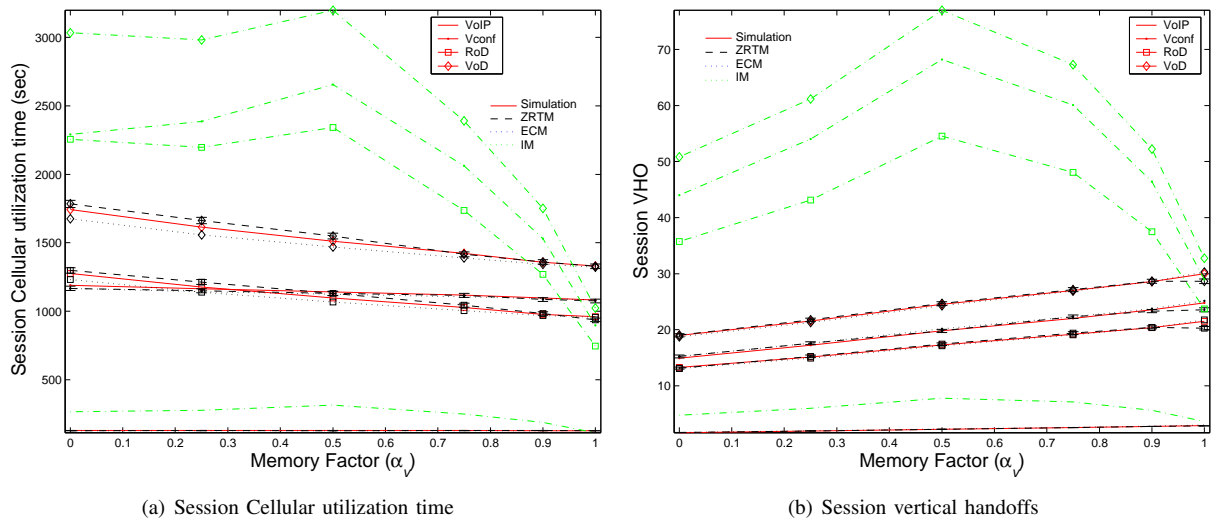 3000
2500
2000
1500
1000
500
Session Cellular utilization time (sec)
0 0.1 0.2 0.3 0.4 0.5 0.6 0.7 0.8 0.9 1
Memory Factor (αv)
VoIP
Vconf
RoD
VoD
Simulation
ZRTM
ECM
IM
(a) Session Cellular utilization time
70
60
50
40
30
20
10
Session VHO
0 0.1 0.2 0.3 0.4 0.5 0.6 0.7 0.8 0.9 1
Memory Factor (αv)
Simulation
ZRTM
ECM
IM
VoIP
Vconf
RoD
VoD
(b) Session vertical handoffs